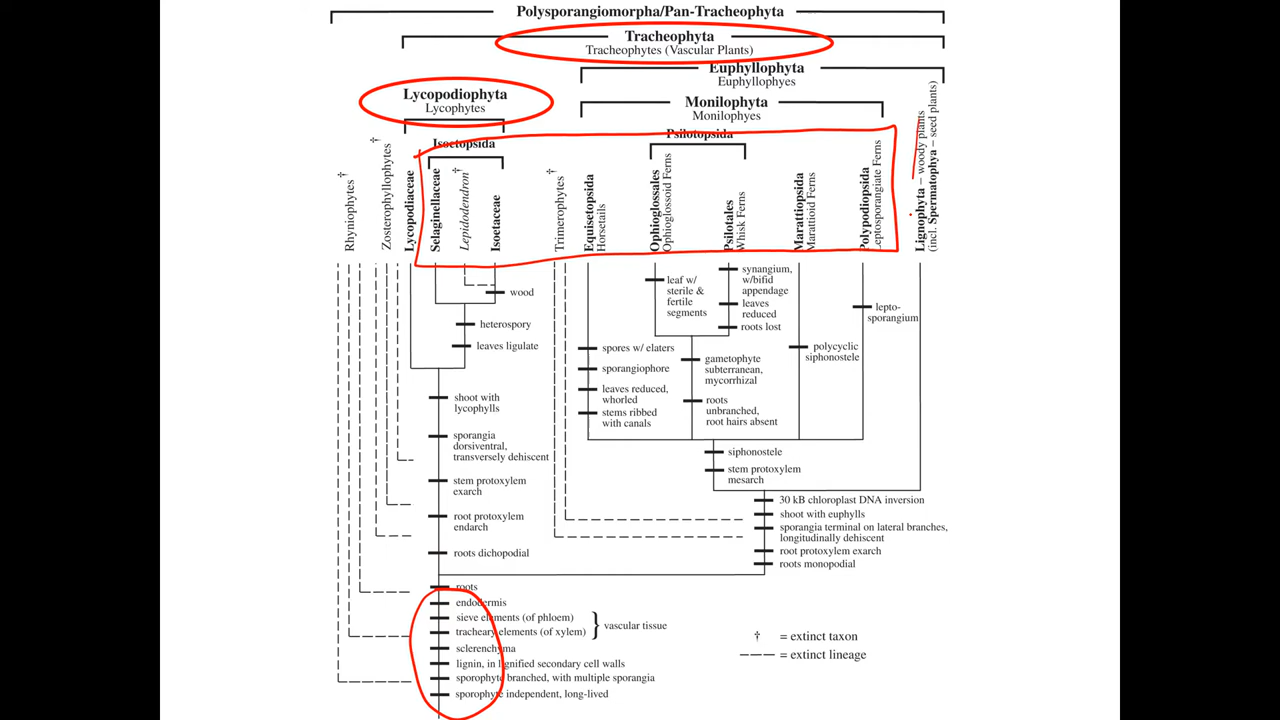 Polysporangiomorpha/Pan-Tracheophyta
Tracheophyta
Tracheophytes (Vascular Plants)
Euphyllophyta
Euphyllophyes
Lycopodiophyta
Lycophytes
Monilophyta
Monilophyes
Psilotopsida
Isoetopsida
Rhyniophytes†
Zosterophyllophytes†
Lycopodiaceae
Selaginellaceae
Lepidodendron†
Isoetaceae
Trimerophytes†
Equisetopsida
Horsetails
Ophioglossales
Ophioglossoid Ferns
Psilotales
Whisk Ferns
Marattiopsida
Marattioid Ferns
Polypodiopsida
Leptosporangiate Ferns
Lignophyta – woody plants
(incl. Spermatophya – seed plants)
wood
heterospory
leaves ligulate
leaf w/
sterile &
fertile
segments
synangium,
w/bifid
appendage
leaves
reduced
roots lost
lepto-
sporangium
polycyclic
siphonostele
spores w/ elaters
sporangiophore
leaves reduced,
whorled
stems ribbed
with canals
gametophyte
subterranean,
mycorrhizal
roots
unbranched,
root hairs absent
shoot with
lycophylls
sporangia
dorsiventral,
transversely dehiscent
stem protoxylem
exarch
root protoxylem
endarch
roots dichopodial
siphonostele
stem protoxylem
mesarch
30 kB chloroplast DNA inversion
shoot with euphylls
sporangia terminal on lateral branches,
longitudinally dehiscent
root protoxylem exarch
roots monopodial
roots
endodermis
sieve elements (of phloem)
tracheary elements (of xylem)
} vascular tissue
sclerenchyma
lignin, in lignified secondary cell walls
sporophyte branched, with multiple sporangia
sporophyte independent, long-lived
† = extinct taxon
= extinct lineage